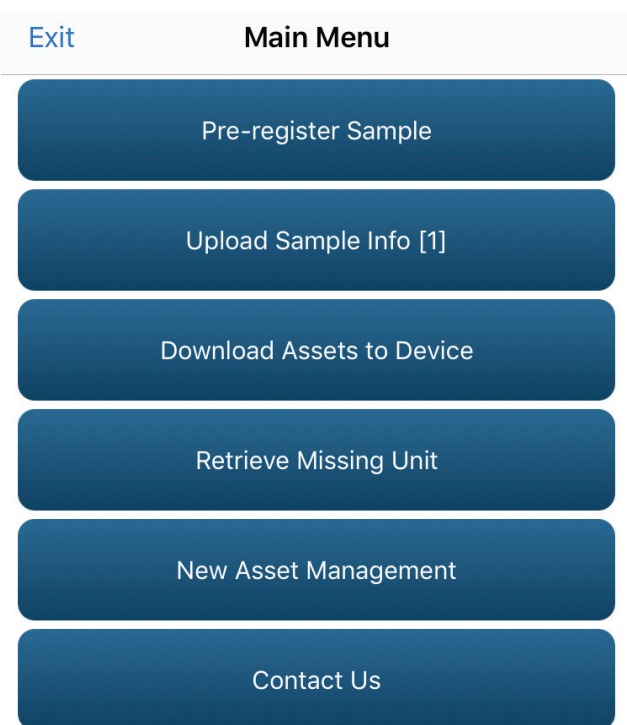 Exit
Main Menu
Pre-register Sample
Upload Sample Info [1]
Download Assets to Device
Retrieve Missing Unit
New Asset Management
Contact Us